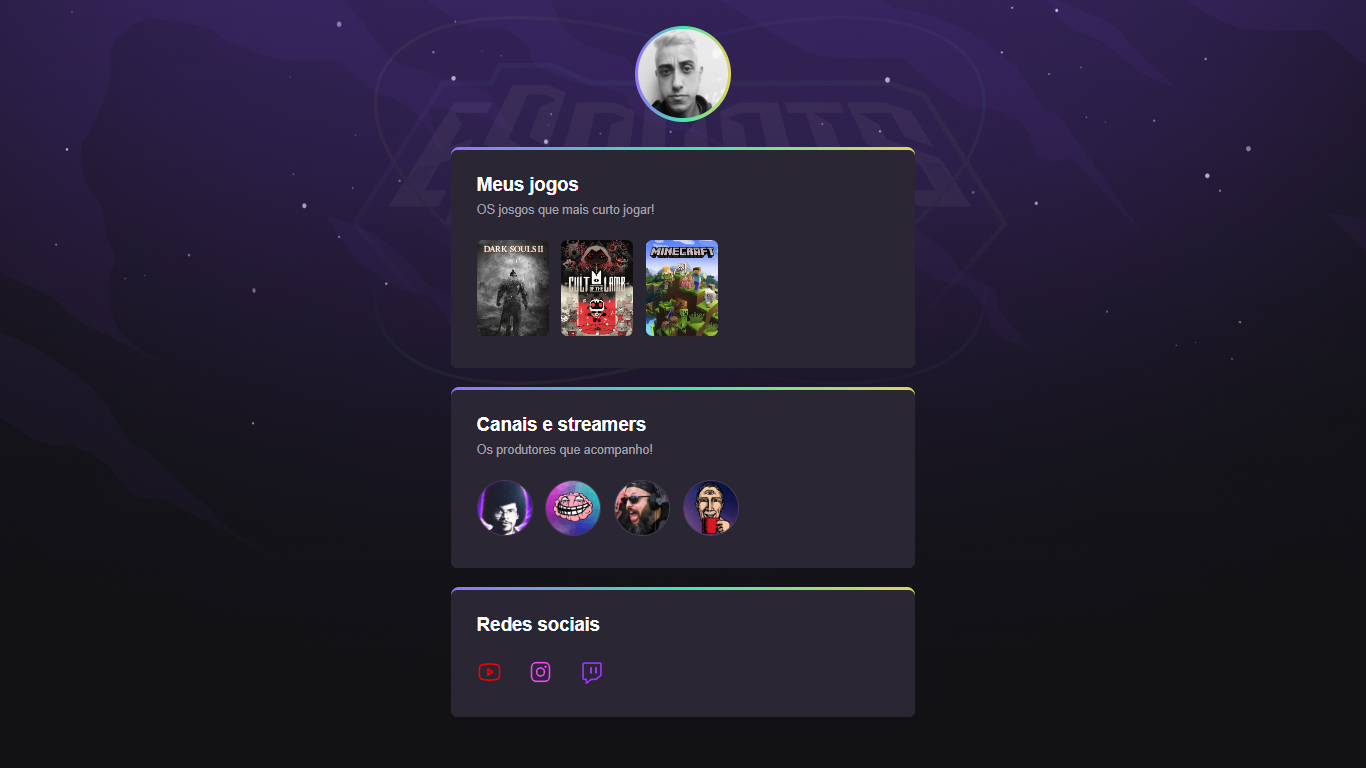 ESPORTS
Meus jogos
OS josgos que mais curto jogar!
DARK SOULS II
CULT OF THE LAMB
MINECRAFT
Canais e streamers
Os produtores que acompanho!
Redes sociais